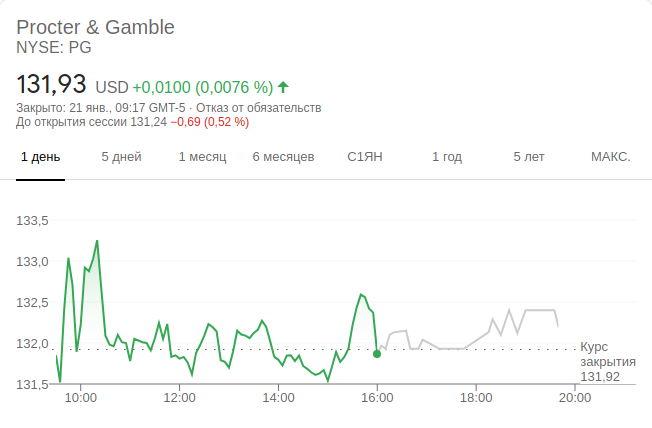 Procter & Gamble
NYSE: PG
131,93 USD +0,0100 (0,0076 %)
Закрыто: 21 янв., 09:17 GMT-5 · Отказ от обязательств
До открытия сессии 131,24 −0,69 (0,52 %)
1 день 5 дней 1 месяц 6 месяцев С1ЯН 1 год 5 лет МАКС.
133,5
133,0
132,5
132,0
131,5
Курс
закрытия
131,92
10:00 12:00 14:00 16:00 18:00 20:00